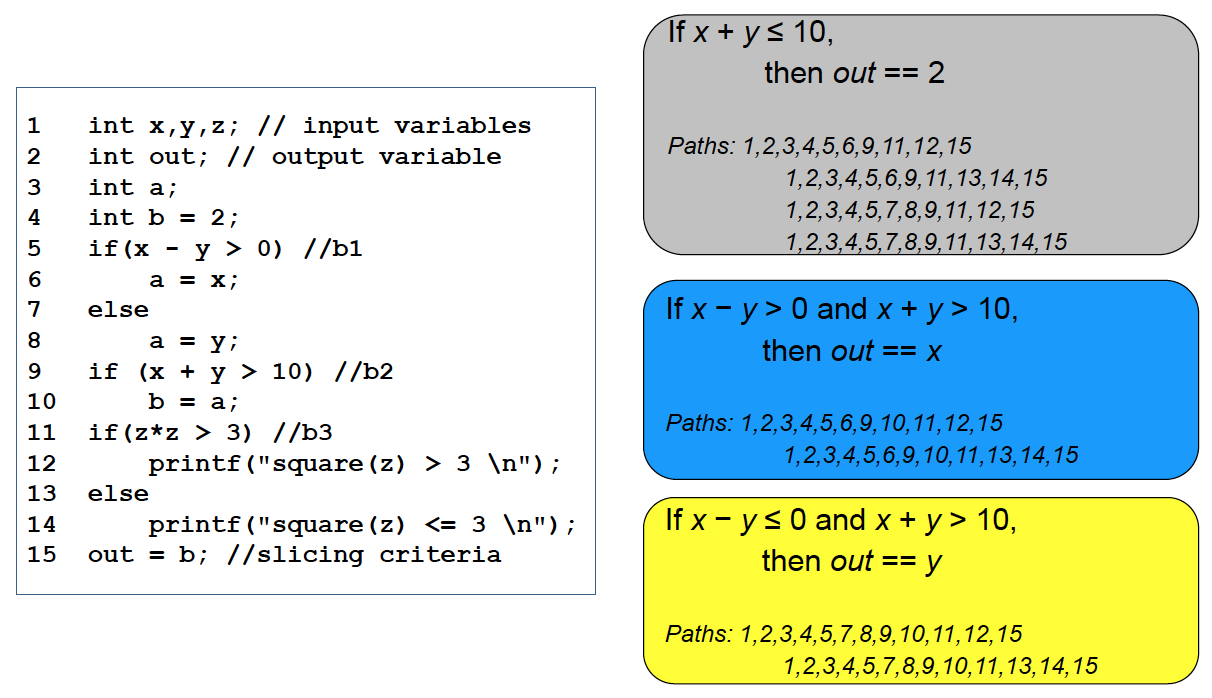 1 int x,y,z; // input variables
2 int out; // output variable
3 int a;
4 int b = 2;
5 if(x - y > 0) //b1
6 a = x;
7 else
8 a = y;
9 if (x + y > 10) //b2
10 b = a;
11 if(z*z > 3) //b3
12 printf("square(z) > 3 \n");
13 else
14 printf("square(z) <= 3 \n");
15 out = b; //slicing criteria
If x + y ≤ 10,
then out == 2
Paths: 1,2,3,4,5,6,9,11,12,15
1,2,3,4,5,6,9,11,13,14,15
1,2,3,4,5,7,8,9,11,12,15
1,2,3,4,5,7,8,9,11,13,14,15
If x − y > 0 and x + y > 10,
then out == x
Paths: 1,2,3,4,5,6,9,10,11,12,15
1,2,3,4,5,6,9,10,11,13,14,15
If x − y ≤ 0 and x + y > 10,
then out == y
Paths: 1,2,3,4,5,7,8,9,10,11,12,15
1,2,3,4,5,7,8,9,10,11,13,14,15